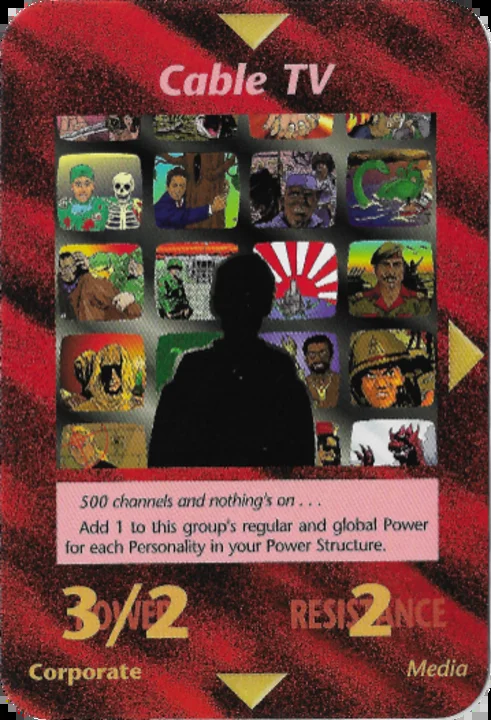 Cable TV
500 channels and nothing's on . . .
Add 1 to this group's regular and global Power
for each Personality in your Power Structure.
POWER 3/2
RESISTANCE 2
Corporate
Media